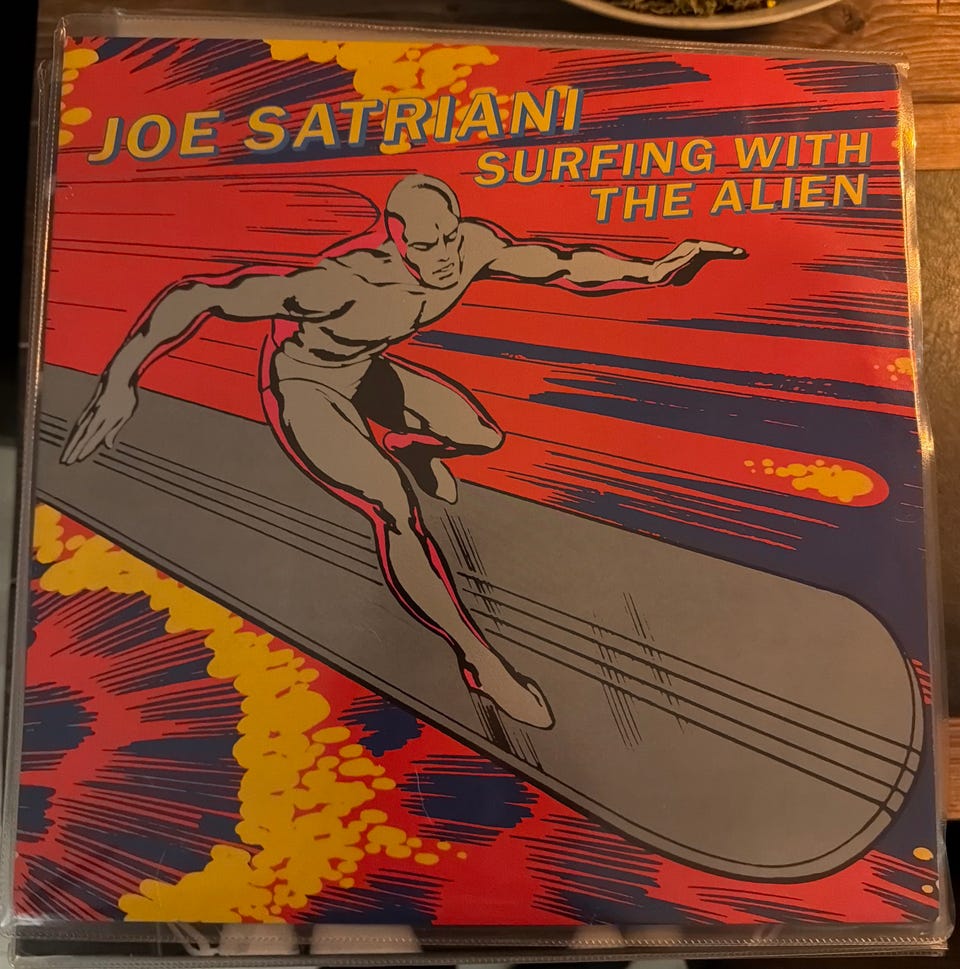 JOE SATRIANI
SURFING WITH
THE ALIEN